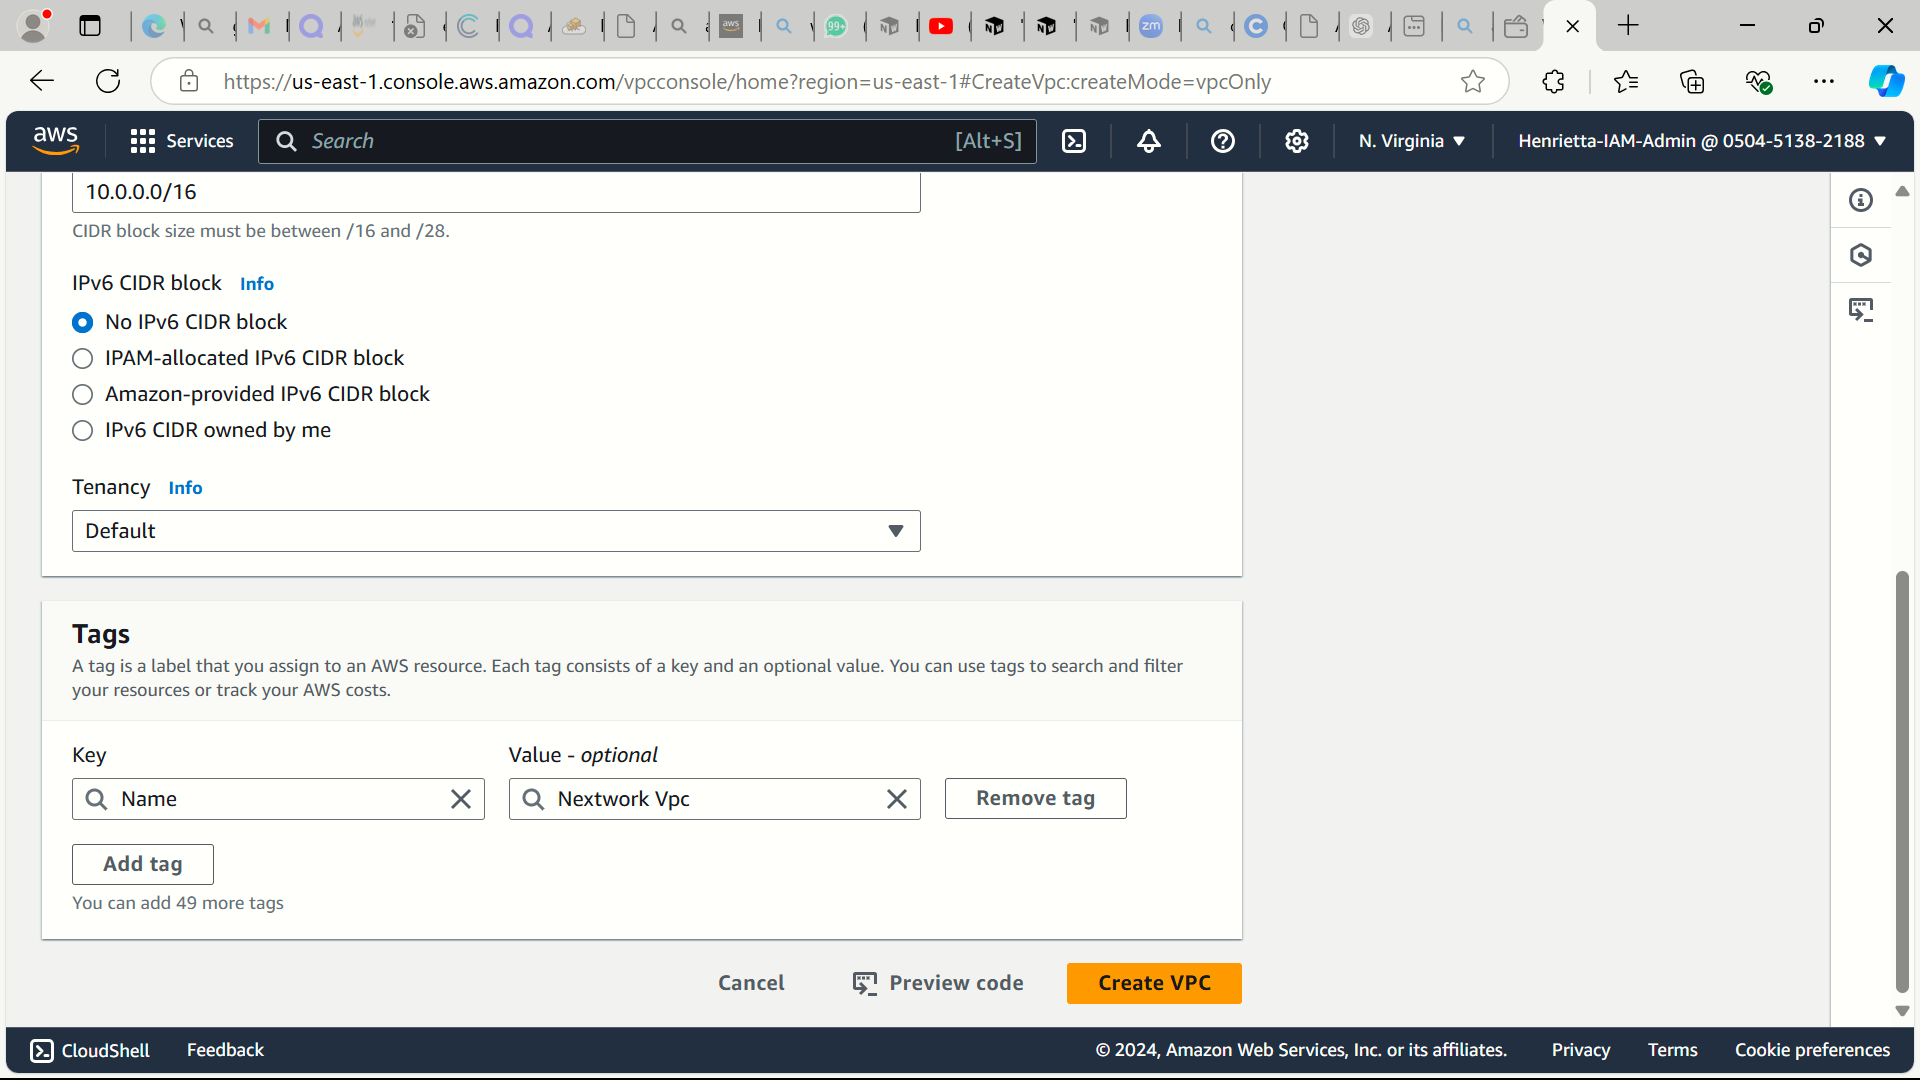 https://us-east-1.console.aws.amazon.com/vpcconsole/home?region=us-east-1#CreateVpc:createMode=vpcOnly
aws
Services
Search
[Alt+S]
N. Virginia
Henrietta-IAM-Admin @ 0504-5138-2188
10.0.0.0/16
CIDR block size must be between /16 and /28.
IPv6 CIDR block Info
No IPv6 CIDR block
IPAM-allocated IPv6 CIDR block
Amazon-provided IPv6 CIDR block
IPv6 CIDR owned by me
Tenancy Info
Default
Tags
A tag is a label that you assign to an AWS resource. Each tag consists of a key and an optional value. You can use tags to search and filter
your resources or track your AWS costs.
Key
Value - optional
Name
Nextwork Vpc
Remove tag
Add tag
You can add 49 more tags
Cancel
Preview code
Create VPC
CloudShell
Feedback
© 2024, Amazon Web Services, Inc. or its affiliates.
Privacy
Terms
Cookie preferences